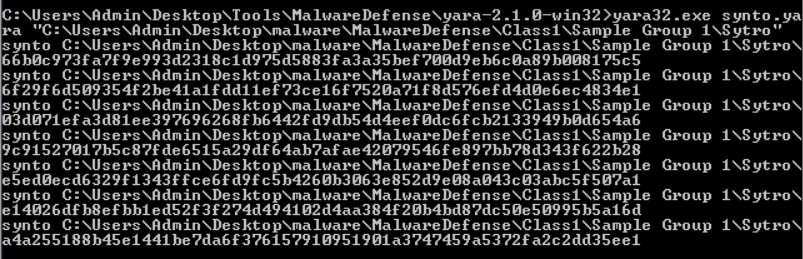 C:\Users\Admin\Desktop\Tools\MalwareDefense\yara-2.1.0-win32>yara32.exe synto.ya
ra "C:\Users\Admin\Desktop\malware\MalwareDefense\Class1\Sample Group 1\Sytro"
synto C:\Users\Admin\Desktop\malware\MalwareDefense\Class1\Sample Group 1\Sytro\
66b0c973fa7f9e993d2318c1d975d5883fa3a35bef700d9eb6c0a89b008175c5
synto C:\Users\Admin\Desktop\malware\MalwareDefense\Class1\Sample Group 1\Sytro\
6f29f6d509354f2be41a1fdd11ef73ce16f7520a71f8d576efd4d0e6ec4834e1
synto C:\Users\Admin\Desktop\malware\MalwareDefense\Class1\Sample Group 1\Sytro\
03d071efa3d81ee397696268fb6442fd9db54d4eef0dc6fcb2133949b0d654a6
synto C:\Users\Admin\Desktop\malware\MalwareDefense\Class1\Sample Group 1\Sytro\
9c91527017b5c87fde6515a29df64ab7afae42079546fe897bb78d343f622b28
synto C:\Users\Admin\Desktop\malware\MalwareDefense\Class1\Sample Group 1\Sytro\
e5ed0ecd6329f1343ffce6fd9fc5b4260b3063e852d9e08a043c03abc5f507a1
synto C:\Users\Admin\Desktop\malware\MalwareDefense\Class1\Sample Group 1\Sytro\
e14026dfb8efbb1ed52f3f274d494102d4aa384f20b4bd87dc50e50995b5a16d
synto C:\Users\Admin\Desktop\malware\MalwareDefense\Class1\Sample Group 1\Sytro\
a4a255188b45e1441be7da6f376157910951901a3747459a5372fa2c2dd35ee1